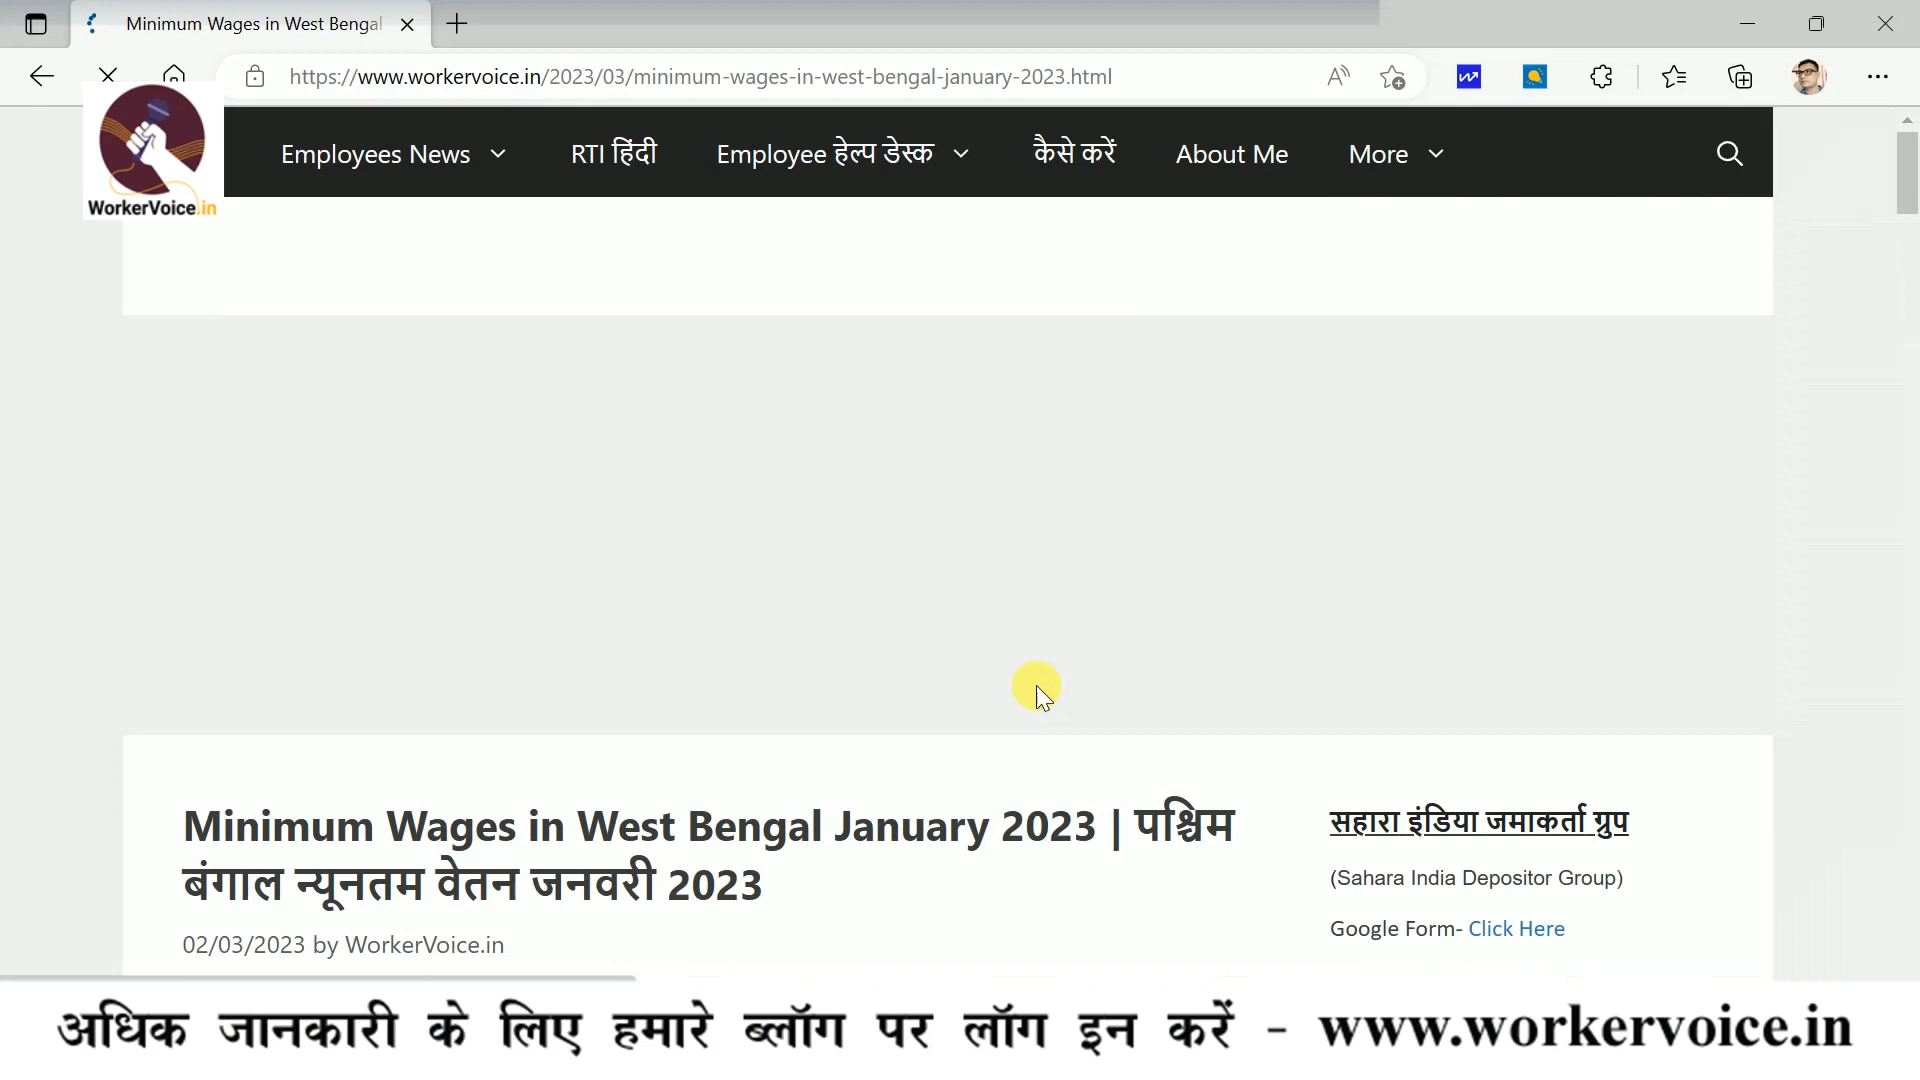 Minimum Wages in West Bengal
https://www.workervoice.in/2023/03/minimum-wages-in-west-bengal-january-2023.html
Employees News
RTI हिंदी
Employee हेल्प डेस्क
कैसे करें
About Me
More
WorkerVoice.in
Minimum Wages in West Bengal January 2023 | पश्चिम
बंगाल न्यूनतम वेतन जनवरी 2023
02/03/2023 by WorkerVoice.in
सहारा इंडिया जमाकर्ता ग्रुप
(Sahara India Depositor Group)
Google Form- Click Here
अधिक जानकारी के लिए हमारे ब्लॉग पर लॉग इन करें - www.workervoice.in